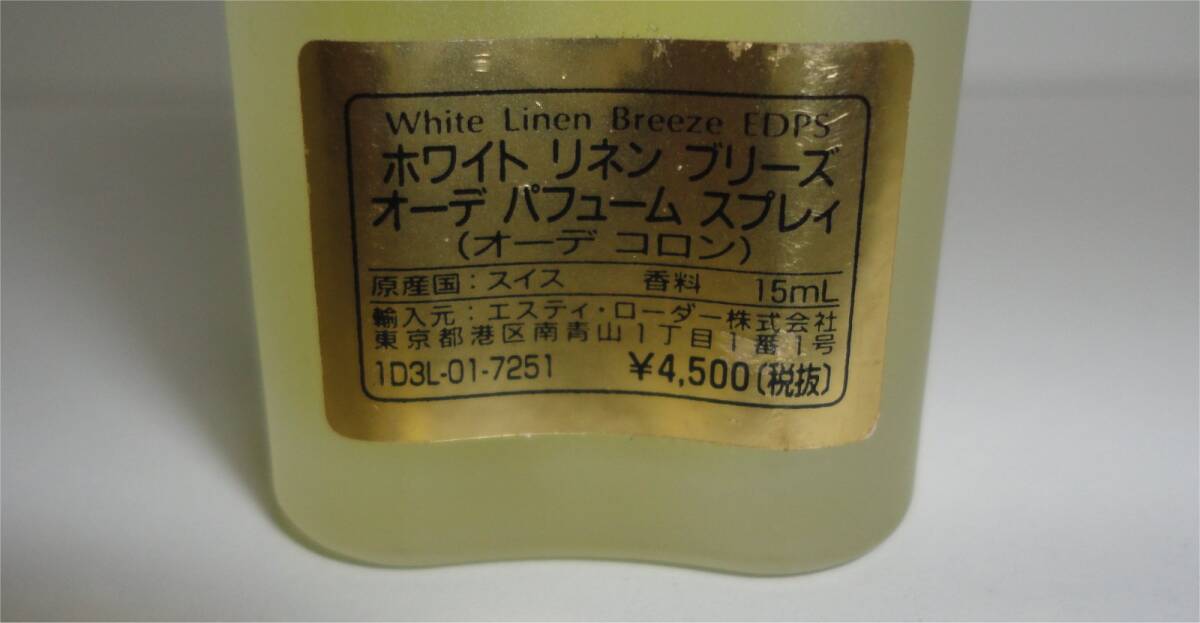 White Linen Breeze EDPS
ホワイト リネン ブリーズ
オーデ パフューム スプレィ
(オーデ コロン)
原産国:スイス 香料 15mL
輸入元:エスティ・ローダー株式会社
東京都港区南青山1丁目1番1号
1D3L-01-7251 ¥4,500(税抜)